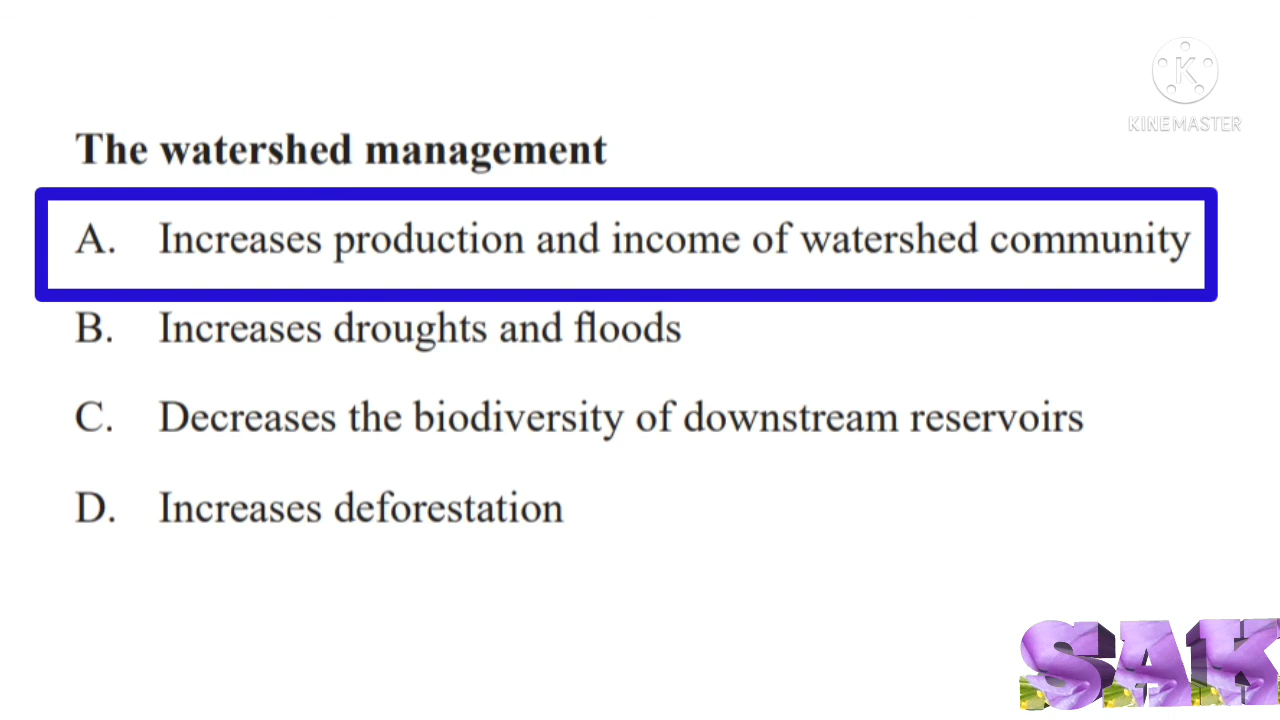 K
KINEMASTER
The watershed management
A. Increases production and income of watershed community
B. Increases droughts and floods
C. Decreases the biodiversity of downstream reservoirs
D. Increases deforestation
SAK